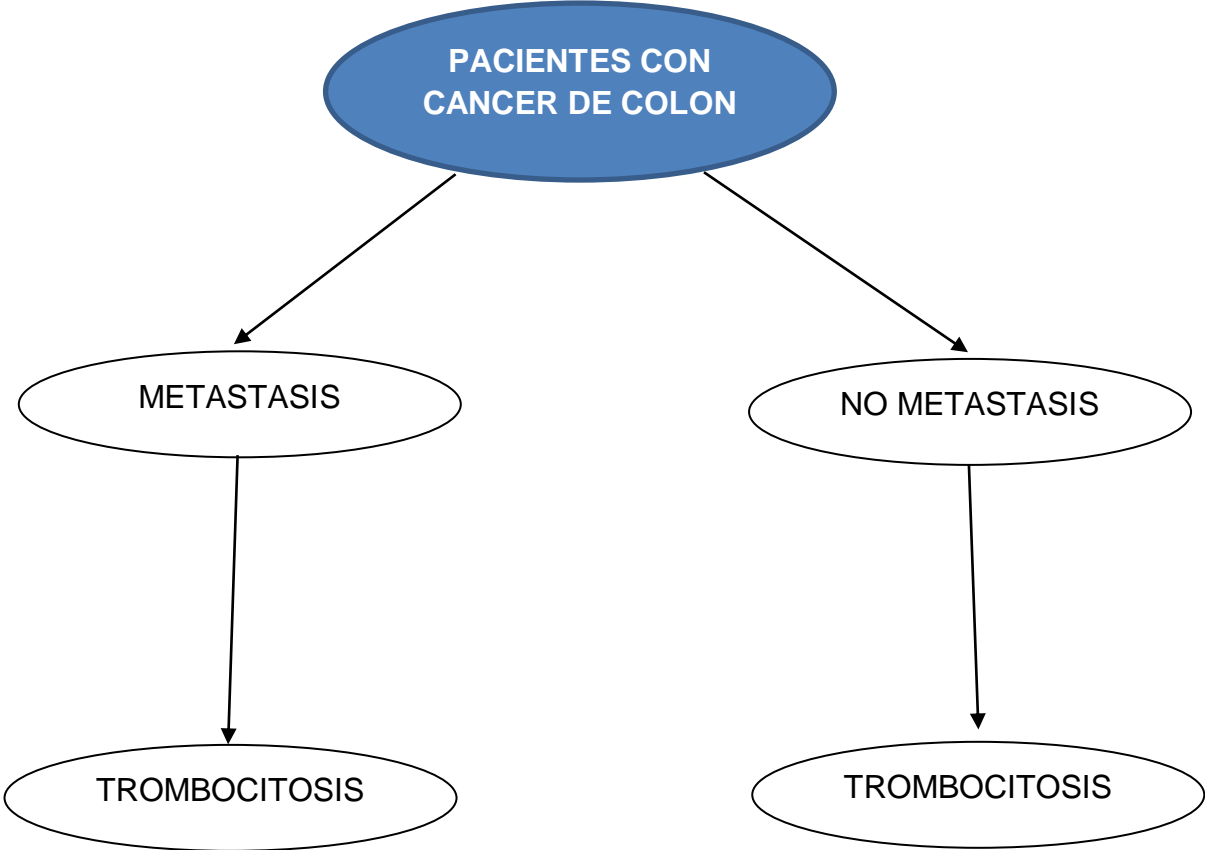 PACIENTES CON
CANCER DE COLON
METASTASIS
NO METASTASIS
TROMBOCITOSIS
TROMBOCITOSIS